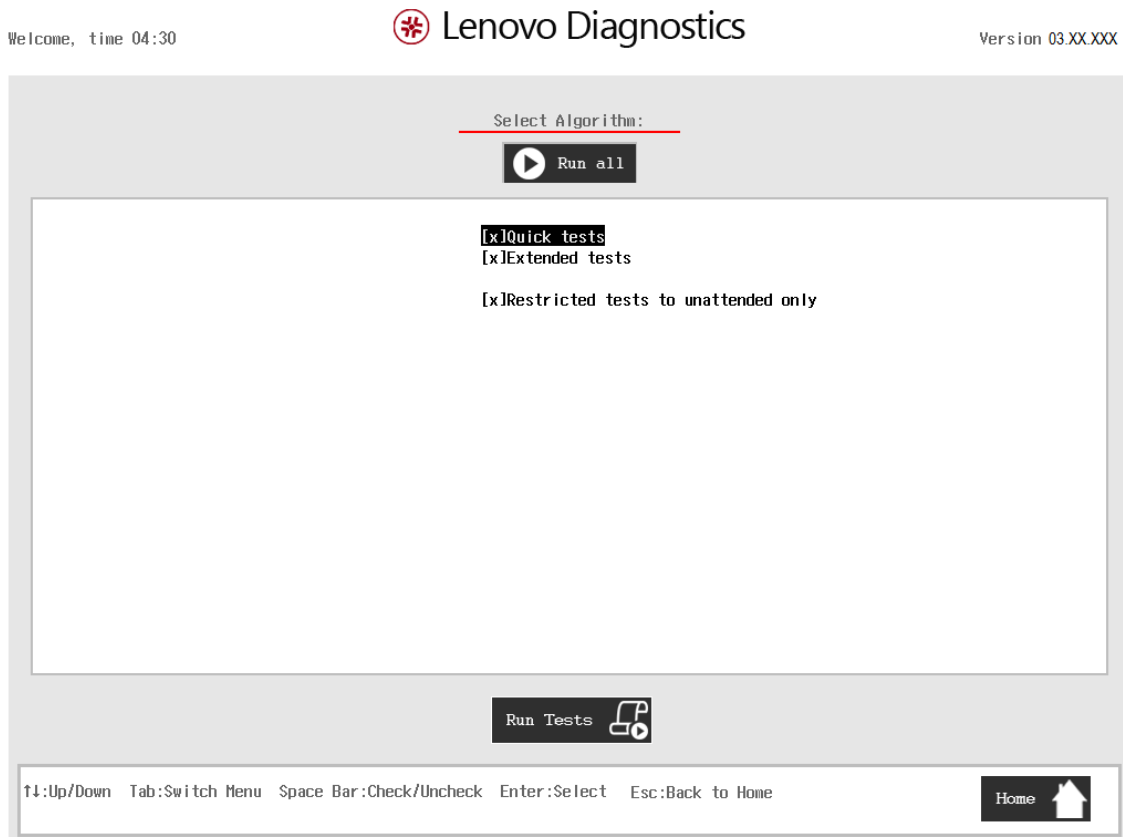 Welcome, time 04:30
Lenovo Diagnostics
Version 03.XX.XXX
Select Algorithm:
Run all
[x]Quick tests
[x]Extended tests
[x]Restricted tests to unattended only
Run Tests
↑↓:Up/Down Tab:Switch Menu Space Bar:Check/Uncheck Enter:Select Esc:Back to Home
Home